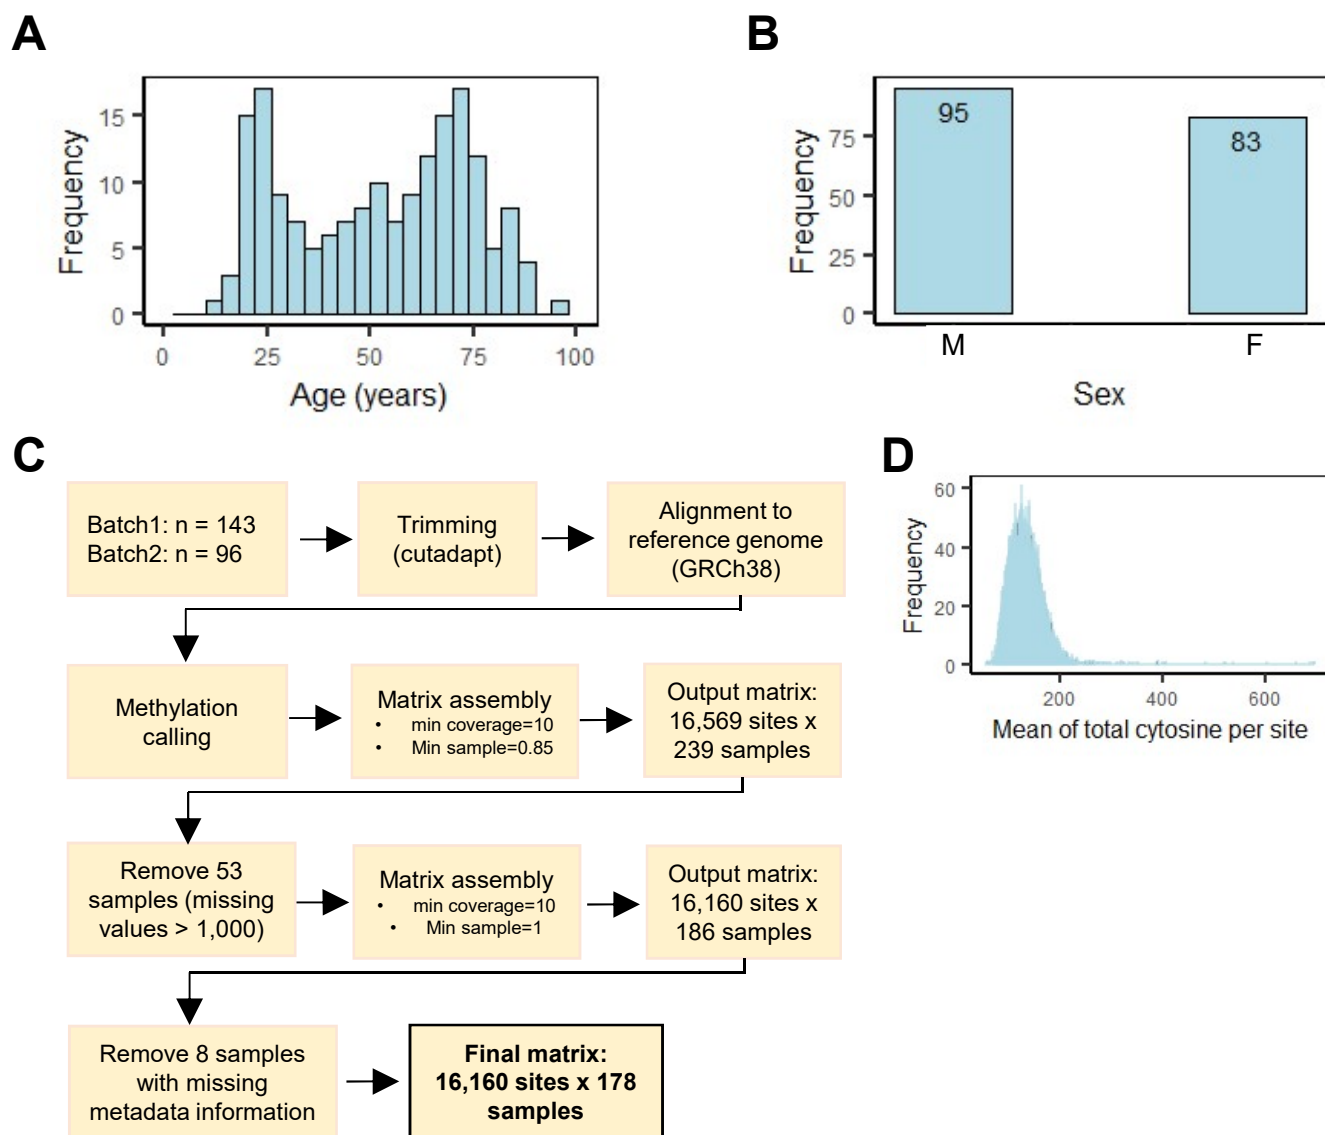 A
Frequency
15
10
5
0
0 25 50 75 100
Age (years)
B
Frequency
75
50
25
0
95
83
M F
Sex
C
Batch1: n = 143
Batch2: n = 96
Trimming
(cutadapt)
Alignment to
reference genome
(GRCh38)
Methylation
calling
Matrix assembly
• min coverage=10
• Min sample=0.85
Output matrix:
16,569 sites x
239 samples
Remove 53
samples (missing
values > 1,000)
Matrix assembly
• min coverage=10
• Min sample=1
Output matrix:
16,160 sites x
186 samples
Remove 8 samples
with missing
metadata information
Final matrix:
16,160 sites x 178
samples
D
Frequency
60
40
20
0
200 400 600
Mean of total cytosine per site